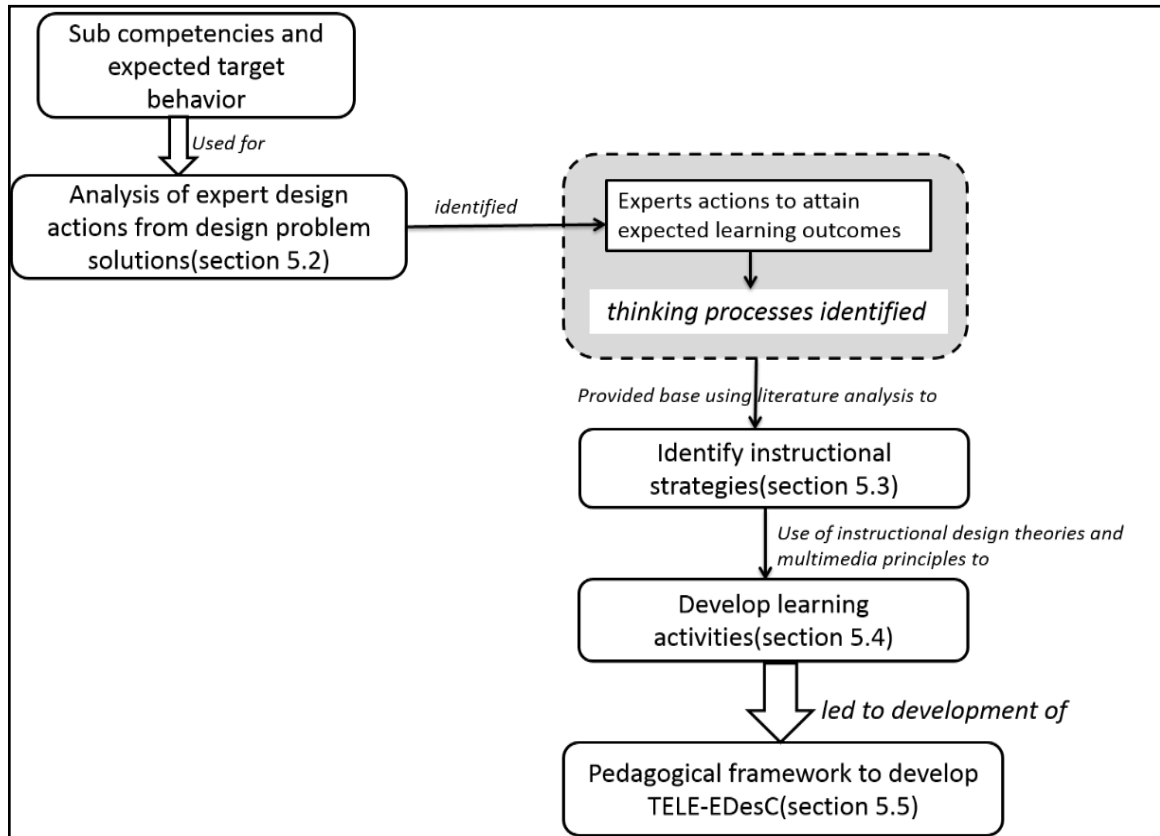 Sub competencies and
expected target
behavior
Used for
Analysis of expert design
actions from design problem
solutions(section 5.2)
identified
Experts actions to attain
expected learning outcomes
thinking processes identified
Provided base using literature analysis to
Identify instructional
strategies(section 5.3)
Use of instructional design theories and
multimedia principles to
Develop learning
activities(section 5.4)
led to development of
Pedagogical framework to develop
TELE-EDesC(section 5.5)